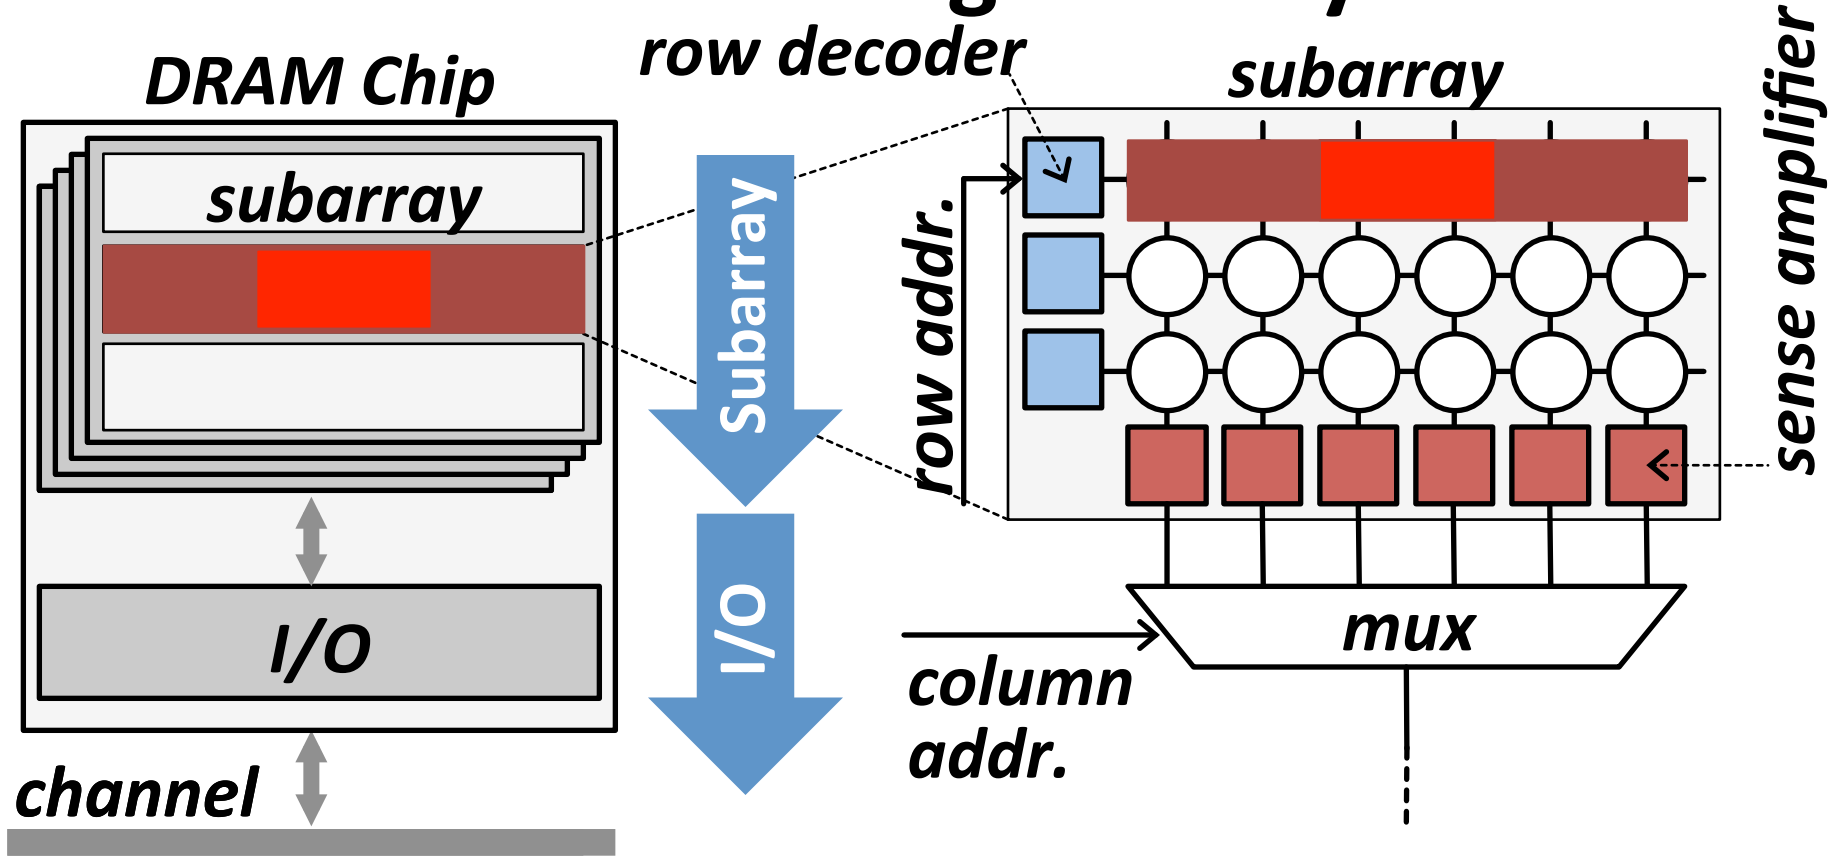 row decoder
DRAM Chip
subarray
subarray
Subarray
row addr.
sense amplifier
I/O
I/O
mux
column
addr.
channel